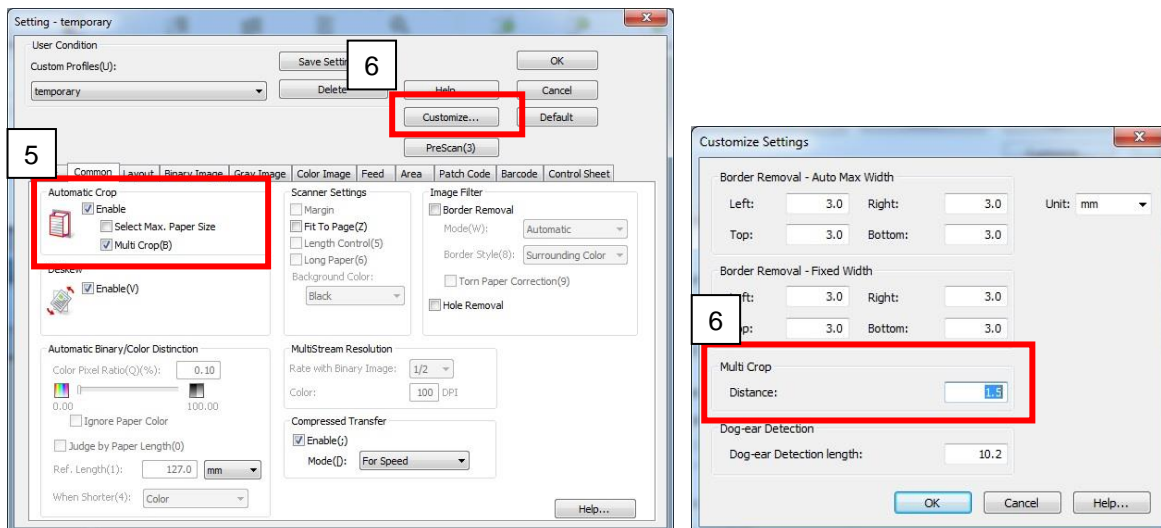 Setting - temporary
User Condition
Custom Profiles(U):
temporary
Save Setti
Delete
6
Help
OK
Cancel
Customize...
Default
PreScan(3)
5
Common Layout Binary Image Gray Image Color Image Feed Area Patch Code Barcode Control Sheet
Automatic Crop
Enable
Select Max. Paper Size
Multi Crop(B)
Deskew
Enable(V)
Scanner Settings
Margin
Fit To Page(Z)
Length Control(5)
Long Paper(6)
Background Color:
Black
Image Filter
Border Removal
Mode(W): Automatic
Border Style(8): Surrounding Color
Torn Paper Correction(9)
Hole Removal
Automatic Binary/Color Distinction
Color Pixel Ratio(Q)(%): 0.10
0.00 100.00
Ignore Paper Color
Judge by Paper Length(0)
Ref. Length(1): 127.0 mm
When Shorter(4): Color
MultiStream Resolution
Rate with Binary Image: 1/2
Color: 100 DPI
Compressed Transfer
Enable(;)
Mode([): For Speed
Help...
Customize Settings
Border Removal - Auto Max Width
Left: 3.0 Right: 3.0 Unit: mm
Top: 3.0 Bottom: 3.0
Border Removal - Fixed Width
ft: 3.0 Right: 3.0
6
op: 3.0 Bottom: 3.0
Multi Crop
Distance: 1.5
Dog-ear Detection
Dog-ear Detection length: 10.2
OK Cancel Help...